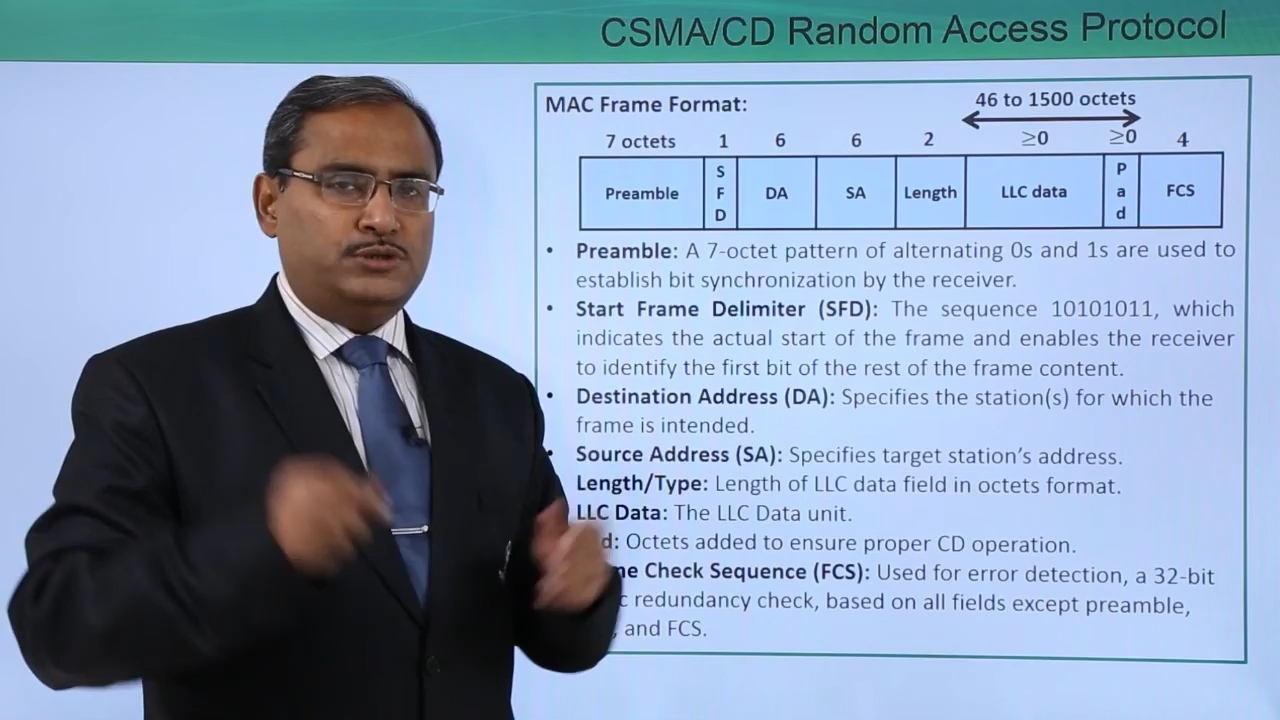 CSMA/CD Random Access Protocol
MAC Frame Format:
46 to 1500 octets
7 octets 1 6 6 2 ≥0 ≥0 4
Preamble SFD DA SA Length LLC data Pad FCS
• Preamble: A 7-octet pattern of alternating 0s and 1s are used to
establish bit synchronization by the receiver.
• Start Frame Delimiter (SFD): The sequence 10101011, which
indicates the actual start of the frame and enables the receiver
to identify the first bit of the rest of the frame content.
• Destination Address (DA): Specifies the station(s) for which the
frame is intended.
• Source Address (SA): Specifies target station's address.
Length/Type: Length of LLC data field in octets format.
LLC Data: The LLC Data unit.
d: Octets added to ensure proper CD operation.
me Check Sequence (FCS): Used for error detection, a 32-bit
c redundancy check, based on all fields except preamble,
, and FCS.